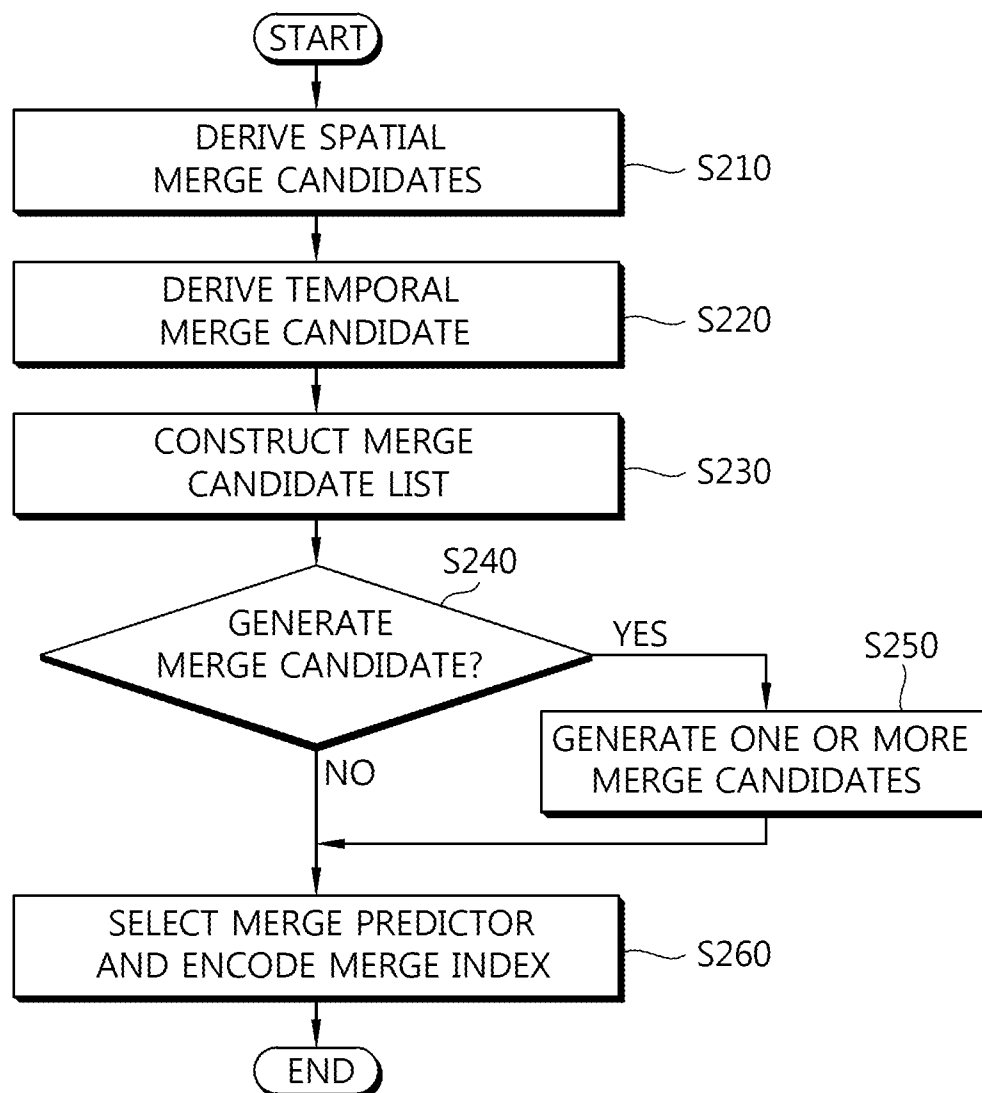 START
DERIVE SPATIAL
MERGE CANDIDATES
S210
DERIVE TEMPORAL
MERGE CANDIDATE
S220
CONSTRUCT MERGE
CANDIDATE LIST
S230
S240
GENERATE
MERGE CANDIDATE?
YES
S250
GENERATE ONE OR MORE
MERGE CANDIDATES
NO
SELECT MERGE PREDICTOR
AND ENCODE MERGE INDEX
S260
END